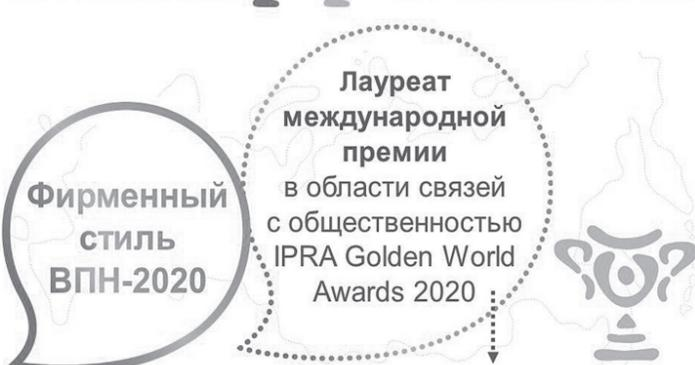 Фирменный
стиль
ВПН-2020
Лауреат
международной
премии
в области связей
с общественностью
IPRA Golden World
Awards 2020